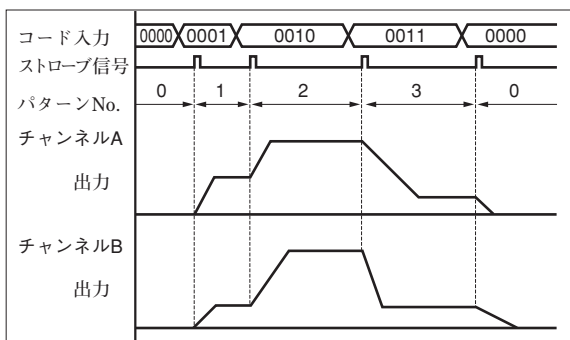 コード入力 0000 0001 0010 0011 0000
ストローブ信号
パターンNo. 0 1 2 3 0
チャンネルA
出力
チャンネルB
出力